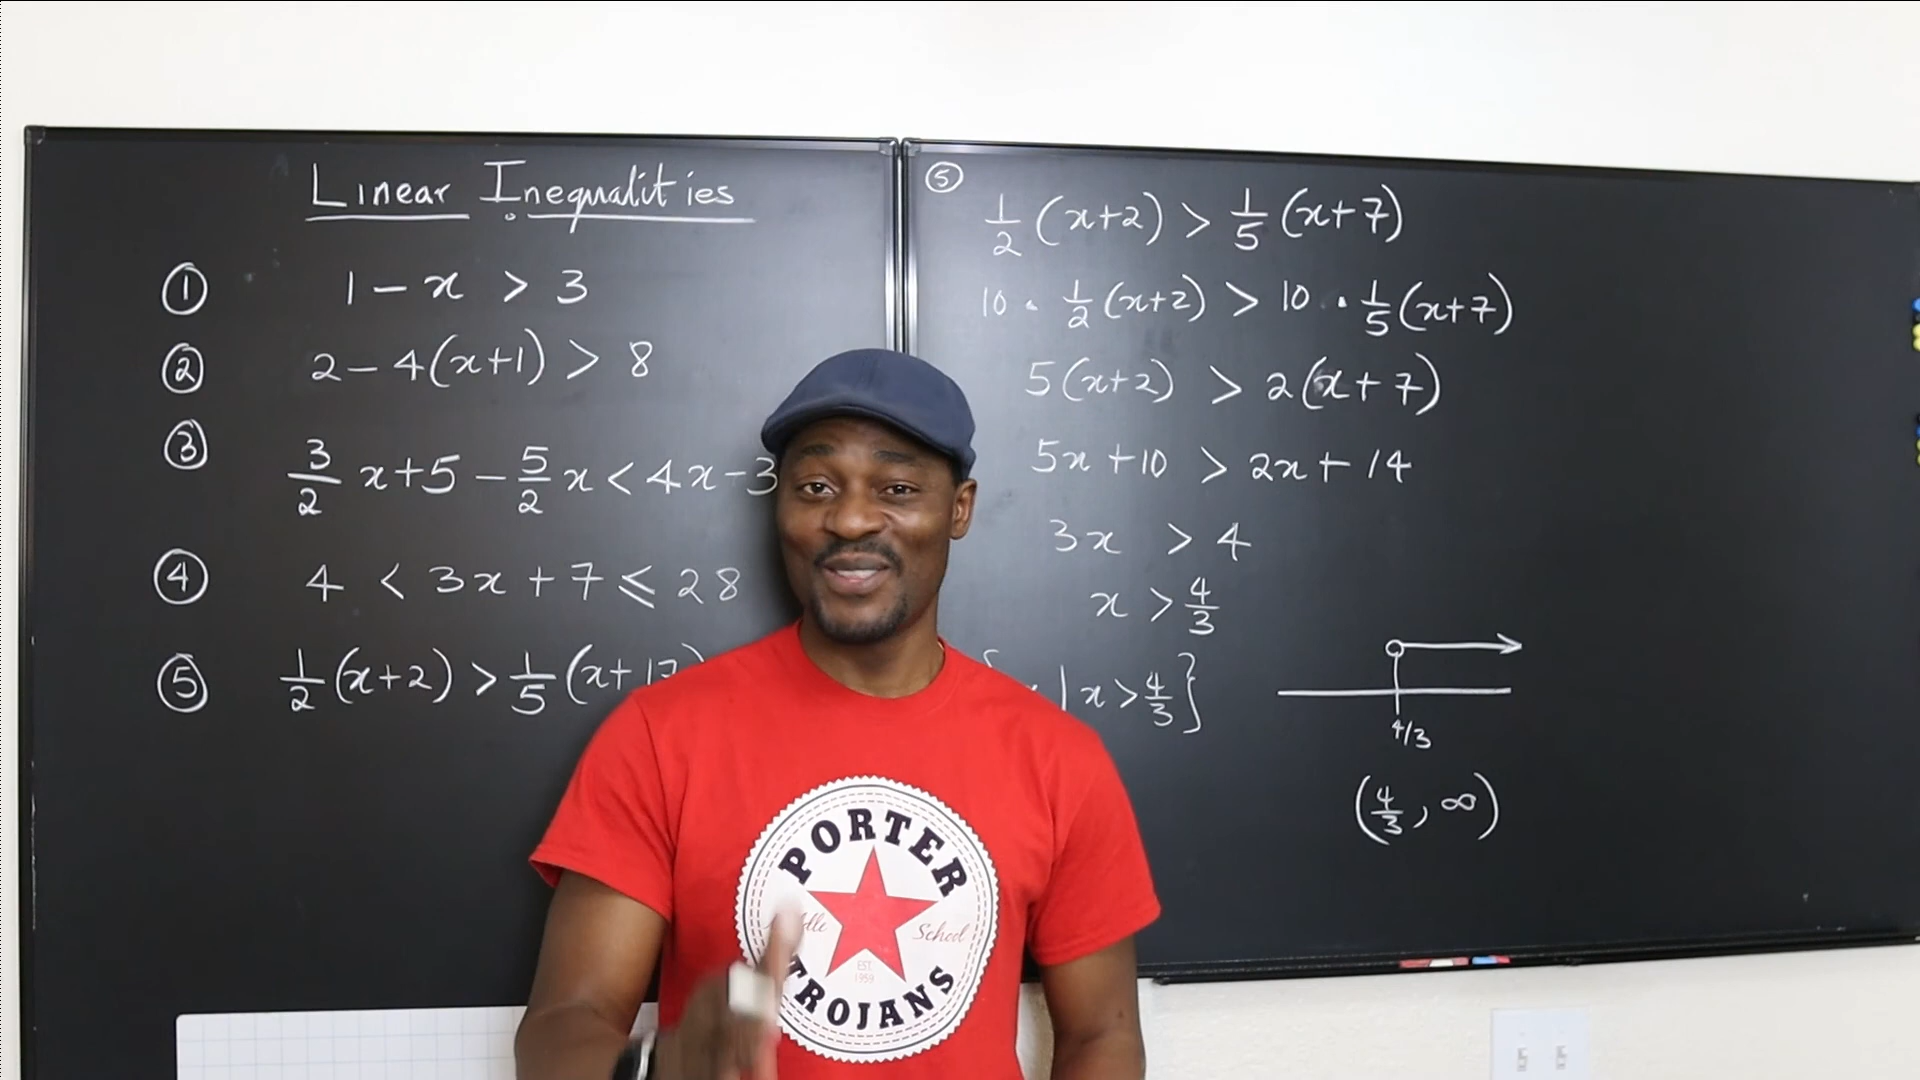 Linear Inequalities
① 1 - x > 3
② 2 - 4(x+1) > 8
③ 3/2 x + 5 - 5/2 x < 4x - 3
④ 4 < 3x + 7 ⩽ 28
⑤ 1/2 (x+2) > 1/5 (x+17)
⑤
1/2 (x+2) > 1/5 (x+7)
10 · 1/2 (x+2) > 10 · 1/5 (x+7)
5(x+2) > 2(x+7)
5x + 10 > 2x + 14
3x > 4
x > 4/3
{x | x > 4/3}
4/3
(4/3, ∞)
PORTER
School
EST.
1959
TROJANS